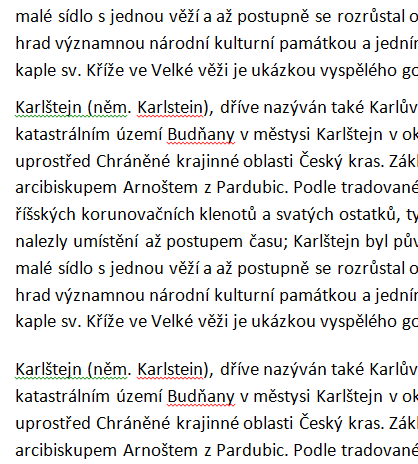 malé sídlo s jednou věží a až postupně se rozrůstal o
hrad významnou národní kulturní památkou a jedním
kaple sv. Kříže ve Velké věži je ukázkou vyspělého go
Karlštejn (něm. Karlstein), dříve nazýván také Karlův
katastrálním území Budňany v městysi Karlštejn v ok
uprostřed Chráněné krajinné oblasti Český kras. Zákl
arcibiskupem Arnoštem z Pardubic. Podle tradované
říšských korunovačních klenotů a svatých ostatků, ty
nalezly umístění až postupem času; Karlštejn byl pův
malé sídlo s jednou věží a až postupně se rozrůstal o
hrad významnou národní kulturní památkou a jedním
kaple sv. Kříže ve Velké věži je ukázkou vyspělého go
Karlštejn (něm. Karlstein), dříve nazýván také Karlův
katastrálním území Budňany v městysi Karlštejn v ok
uprostřed Chráněné krajinné oblasti Český kras. Zákl
arcibiskupem Arnoštem z Pardubic. Podle tradované